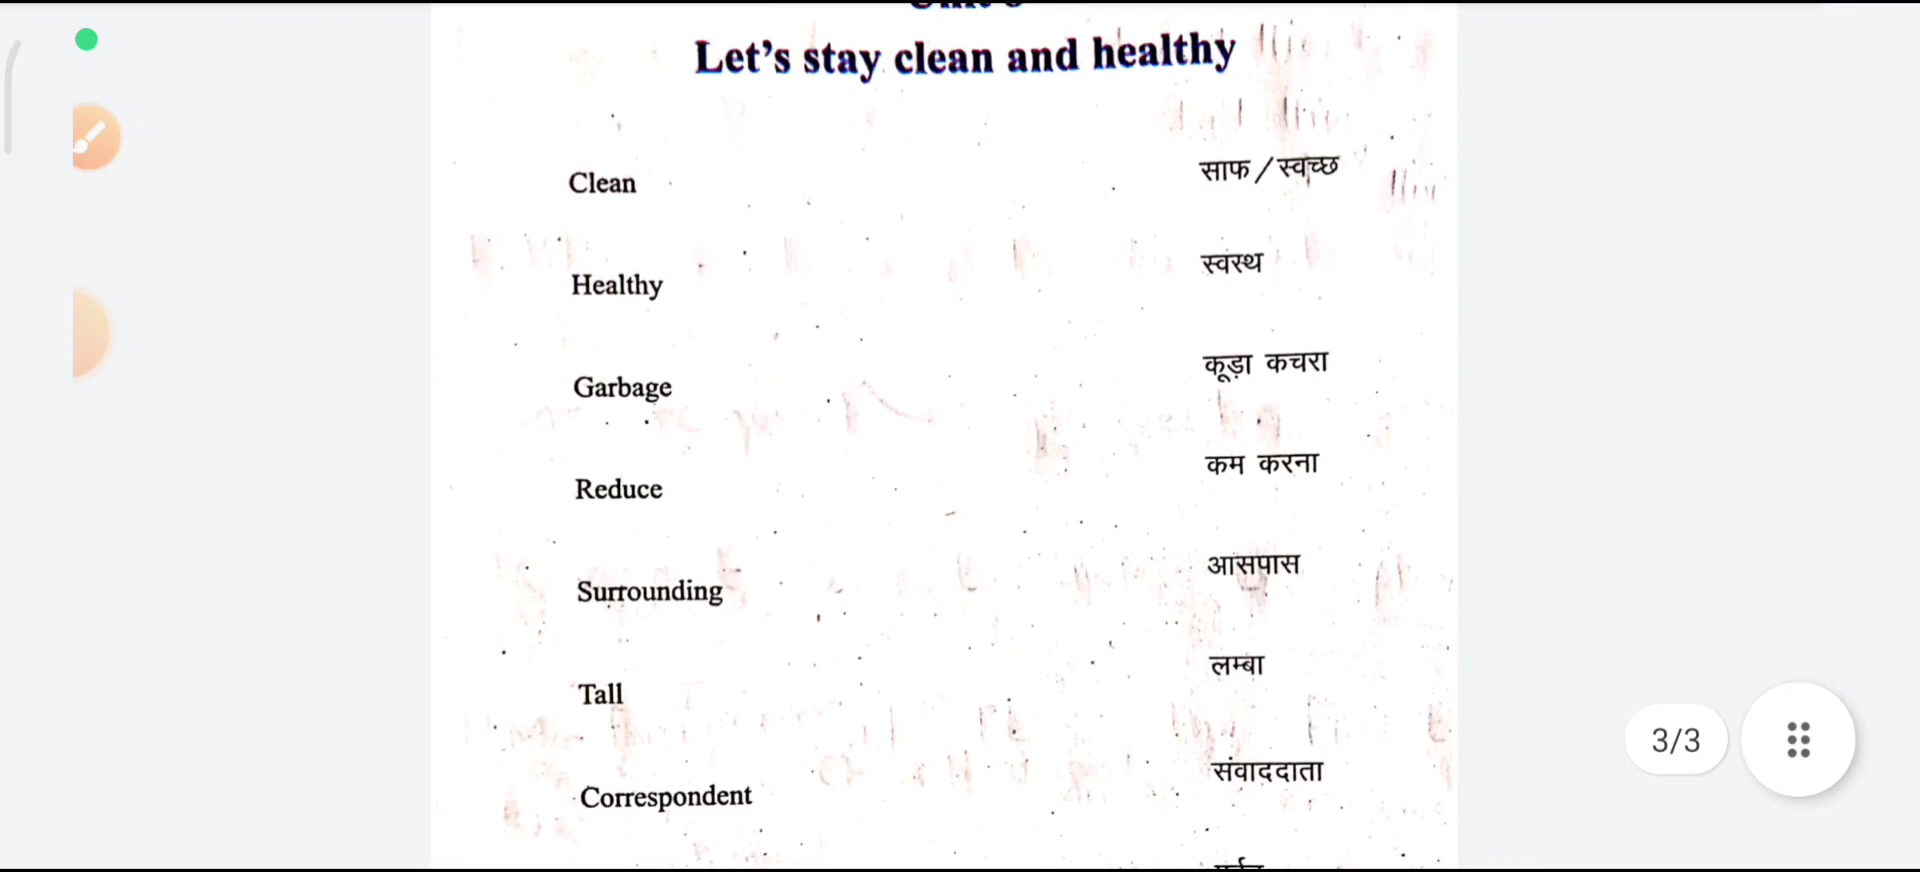 Let's stay clean and healthy
Clean साफ/स्वच्छ
Healthy स्वस्थ
Garbage कूड़ा कचरा
Reduce कम करना
Surrounding आसपास
Tall लम्बा
Correspondent संवाददाता
3/3